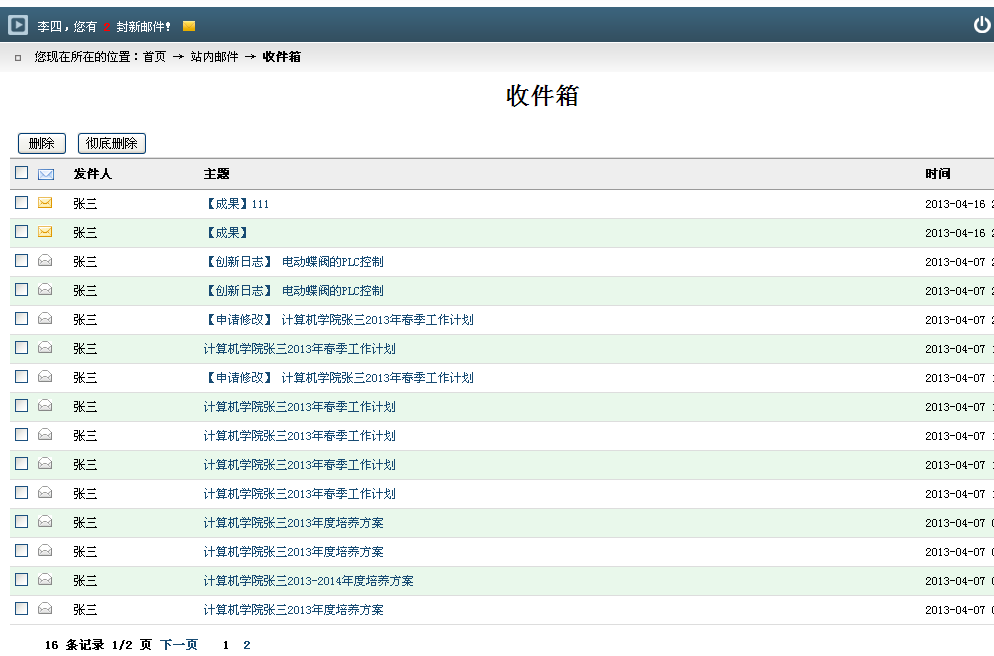 李四，您有 2 封新邮件！
您现在所在的位置：首页 → 站内邮件 → 收件箱
收件箱
删除 彻底删除
发件人 主题 时间
张三 【成果】111 2013-04-16
张三 【成果】 2013-04-16
张三 【创新日志】 电动蝶阀的PLC控制 2013-04-07
张三 【创新日志】 电动蝶阀的PLC控制 2013-04-07
张三 【申请修改】 计算机学院张三2013年春季工作计划 2013-04-07
张三 计算机学院张三2013年春季工作计划 2013-04-07
张三 【申请修改】 计算机学院张三2013年春季工作计划 2013-04-07
张三 计算机学院张三2013年春季工作计划 2013-04-07
张三 计算机学院张三2013年春季工作计划 2013-04-07
张三 计算机学院张三2013年春季工作计划 2013-04-07
张三 计算机学院张三2013年春季工作计划 2013-04-07
张三 计算机学院张三2013年度培养方案 2013-04-07
张三 计算机学院张三2013年度培养方案 2013-04-07
张三 计算机学院张三2013-2014年度培养方案 2013-04-07
张三 计算机学院张三2013年度培养方案 2013-04-07
16 条记录 1/2 页 下一页 1 2